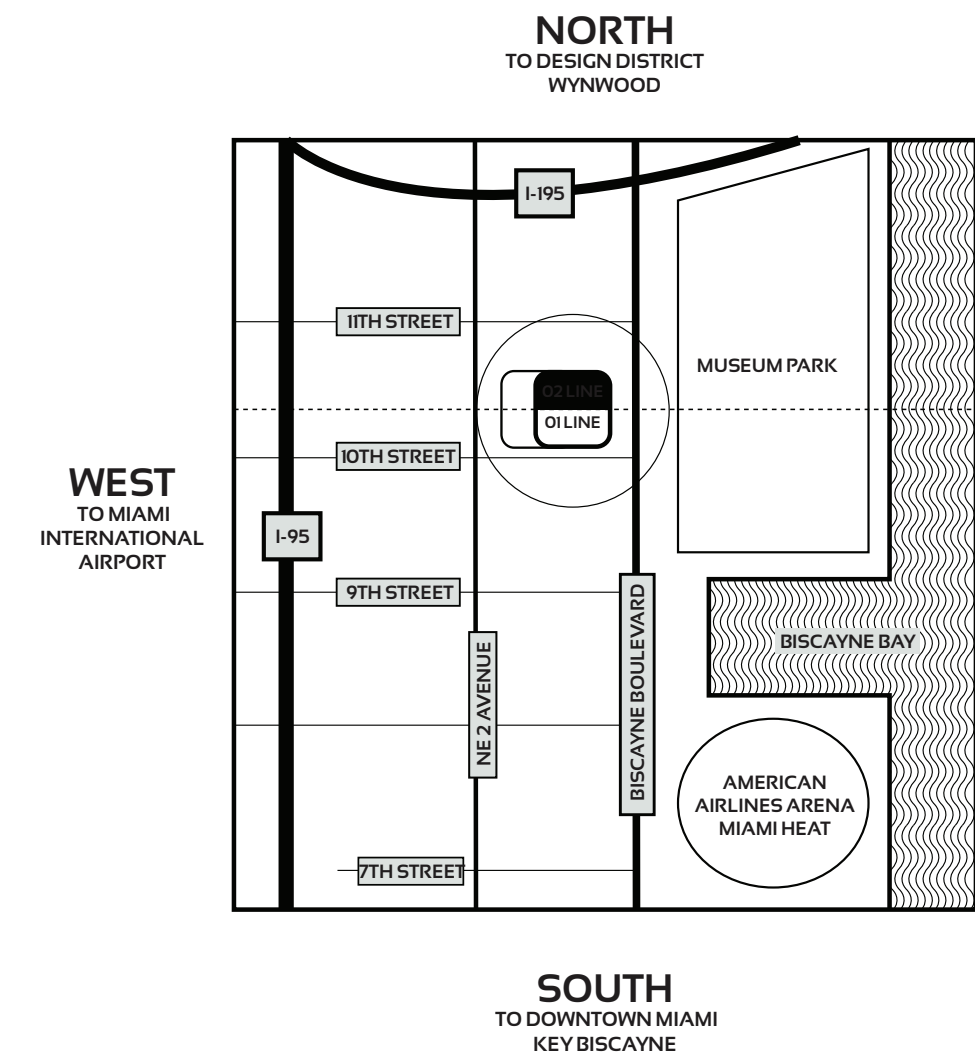 NORTH
TO DESIGN DISTRICT
WYNWOOD
I-195
11TH STREET
MUSEUM PARK
02 LINE
01 LINE
10TH STREET
WEST
TO MIAMI
INTERNATIONAL
AIRPORT
I-95
9TH STREET
BISCAYNE BOULEVARD
NE 2 AVENUE
BISCAYNE BAY
AMERICAN
AIRLINES ARENA
MIAMI HEAT
7TH STREET
SOUTH
TO DOWNTOWN MIAMI
KEY BISCAYNE